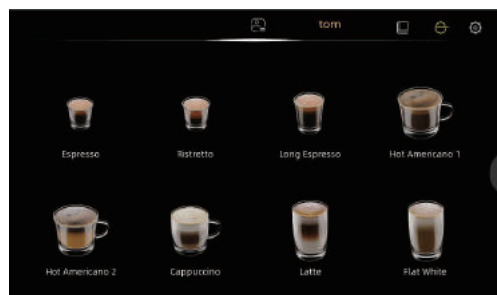 tom
Espresso
Ristretto
Long Espresso
Hot Americano 1
Hot Americano 2
Cappuccino
Latte
Flat White